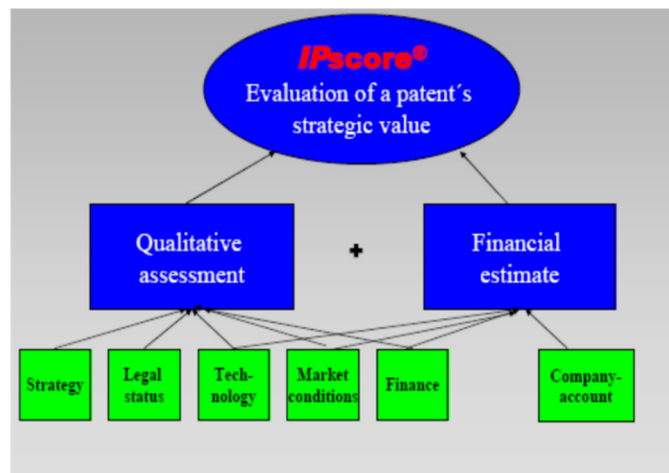 IPscore®
Evaluation of a patent´s
strategic value
Qualitative
assessment
+
Financial
estimate
Strategy
Legal
status
Tech-
nology
Market
conditions
Finance
Company-
account